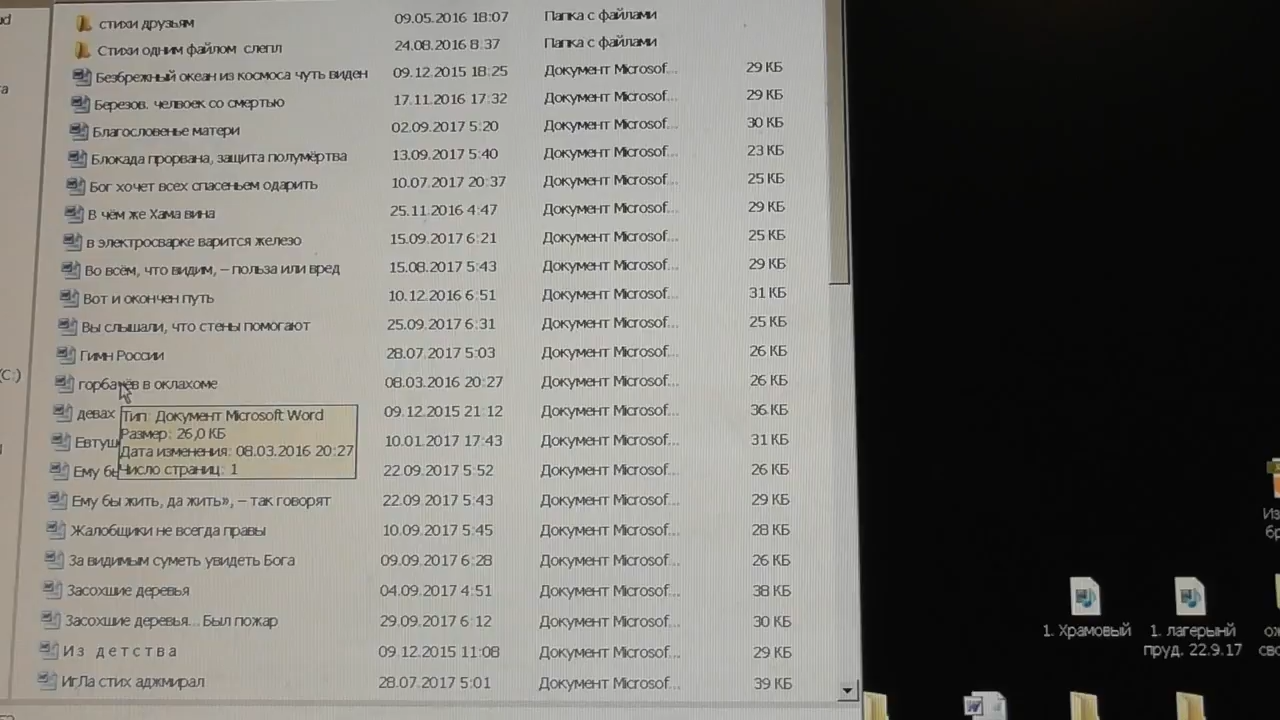 стихи друзьям 09.05.2016 18:07 Папка с файлами
Стихи одним файлом слепл 24.08.2016 8:37 Папка с файлами
Безбрежный океан из космоса чуть виден 09.12.2015 18:25 Документ Microsof... 29 КБ
Березов. челвоек со смертью 17.11.2016 17:32 Документ Microsof... 29 КБ
Благословенье матери 02.09.2017 5:20 Документ Microsof... 30 КБ
Блокада прорвана, защита полумёртва 13.09.2017 5:40 Документ Microsof... 23 КБ
Бог хочет всех спасеньем одарить 10.07.2017 20:37 Документ Microsof... 25 КБ
В чём же Хама вина 25.11.2016 4:47 Документ Microsof... 29 КБ
в электросварке варится железо 15.09.2017 6:21 Документ Microsof... 25 КБ
Во всём, что видим, – польза или вред 15.08.2017 5:43 Документ Microsof... 29 КБ
Вот и окончен путь 10.12.2016 6:51 Документ Microsof... 31 КБ
Вы слышали, что стены помогают 25.09.2017 6:31 Документ Microsof... 25 КБ
Гимн России 28.07.2017 5:03 Документ Microsof... 26 КБ
(C:)
горбачёв в оклахоме 08.03.2016 20:27 Документ Microsof... 26 КБ
девах 09.12.2015 21:12 Документ Microsof... 36 КБ
Тип: Документ Microsoft Word
Размер: 26,0 КБ
Дата изменения: 08.03.2016 20:27
Число страниц: 1
Евтуш 10.01.2017 17:43 Документ Microsof... 31 КБ
Ему бы 22.09.2017 5:52 Документ Microsof... 26 КБ
Ему бы жить, да жить», – так говорят 22.09.2017 5:43 Документ Microsof... 29 КБ
Жалобщики не всегда правы 10.09.2017 5:45 Документ Microsof... 28 КБ
За видимым суметь увидеть Бога 09.09.2017 6:28 Документ Microsof... 26 КБ
Засохшие деревья 04.09.2017 4:51 Документ Microsof... 38 КБ
Засохшие деревья... Был пожар 29.09.2017 6:12 Документ Microsof... 30 КБ
Из детства 09.12.2015 11:08 Документ Microsof... 29 КБ
ИгЛа стих аджмирал 28.07.2017 5:01 Документ Microsof... 39 КБ
1. Храмовый
1. лагерынй
пруд. 22.9.17